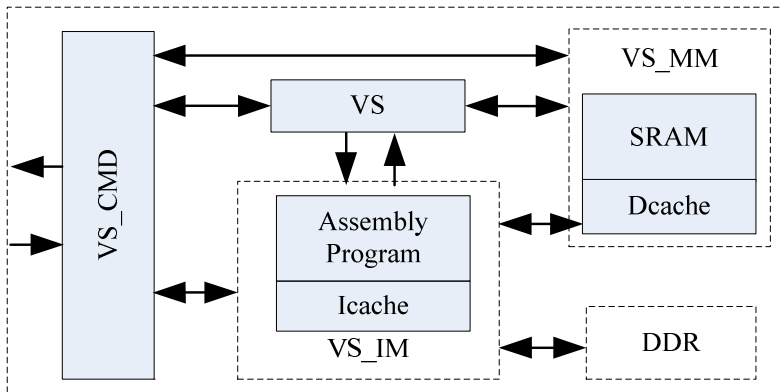 VS_CMD
VS
VS_MM
SRAM
Dcache
Assembly
Program
Icache
VS_IM
DDR